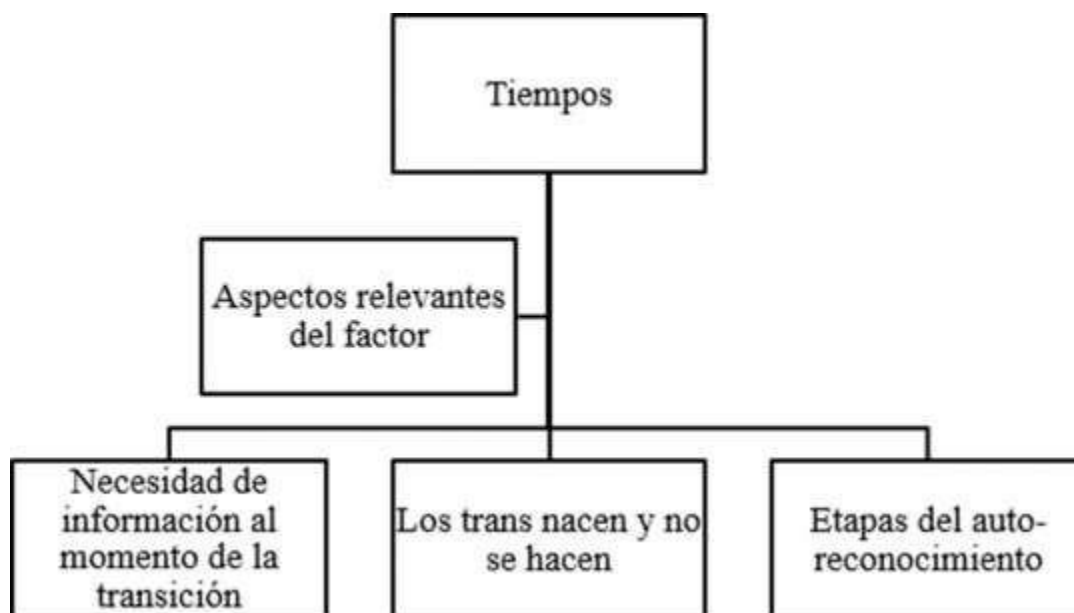 Tiempos
Aspectos relevantes
del factor
Necesidad de
información al
momento de la
transición
Los trans nacen y no
se hacen
Etapas del auto-
reconocimiento